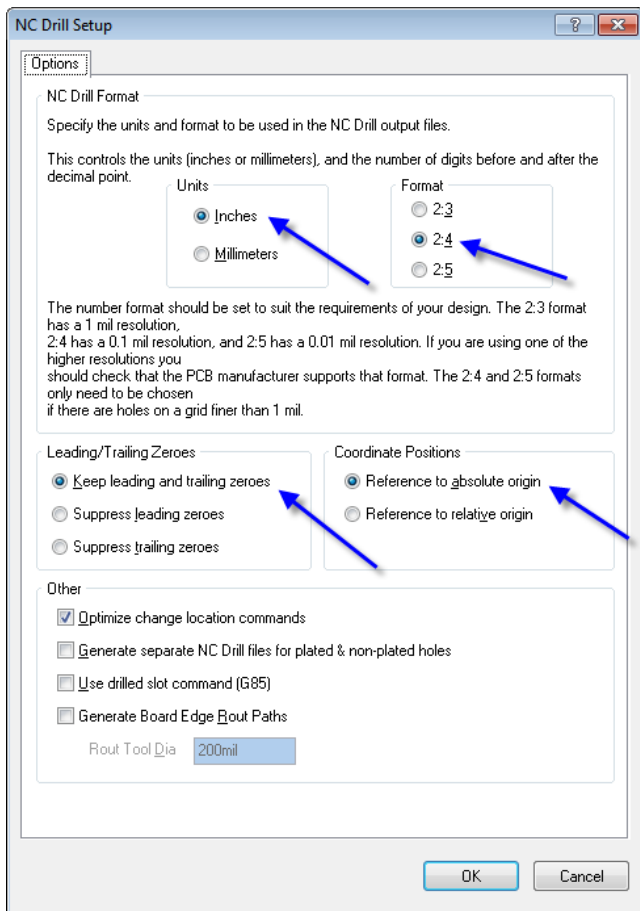 NC Drill Setup
Options
NC Drill Format
Specify the units and format to be used in the NC Drill output files.
This controls the units (inches or millimeters), and the number of digits before and after the
decimal point.
Units
Inches
Millimeters
Format
2:3
2:4
2:5
The number format should be set to suit the requirements of your design. The 2:3 format
has a 1 mil resolution,
2:4 has a 0.1 mil resolution, and 2:5 has a 0.01 mil resolution. If you are using one of the
higher resolutions you
should check that the PCB manufacturer supports that format. The 2:4 and 2:5 formats
only need to be chosen
if there are holes on a grid finer than 1 mil.
Leading/Trailing Zeroes
Keep leading and trailing zeroes
Suppress leading zeroes
Suppress trailing zeroes
Coordinate Positions
Reference to absolute origin
Reference to relative origin
Other
Optimize change location commands
Generate separate NC Drill files for plated & non-plated holes
Use drilled slot command (G85)
Generate Board Edge Rout Paths
Rout Tool Dia 200mil
OK Cancel